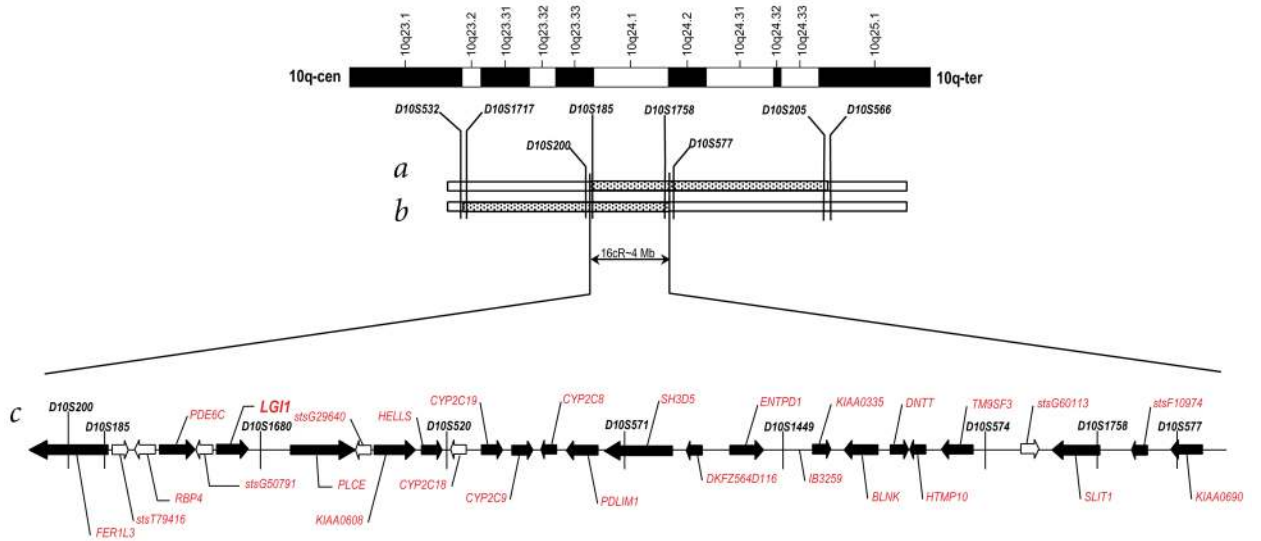 10q23.1 10q23.2 10q23.31 10q23.32 10q23.33 10q24.1 10q24.2 10q24.31 10q24.32 10q24.33 10q25.1
10q-cen 10q-ter
D10S532 D10S1717 D10S185 D10S1758 D10S205 D10S566
D10S200 D10S577
a
b
16cR~4 Mb
c
CYP2C19 CYP2C8 SH3D5 ENTPD1 KIAA0335 DNTT TM9SF3 stsG60113 stsF10974
D10S200 PDE6C LGI1 stsG29640 HELLS
D10S185 D10S1680 D10S520 D10S571 D10S1449 D10S574 D10S1758 D10S577
RBP4 stsG50791 PLCE CYP2C18 CYP2C9 PDLIM1 DKFZ564D116 IB3259 BLNK HTMP10 SLIT1 KIAA0690
stsT79416 KIAA0608
FER1L3